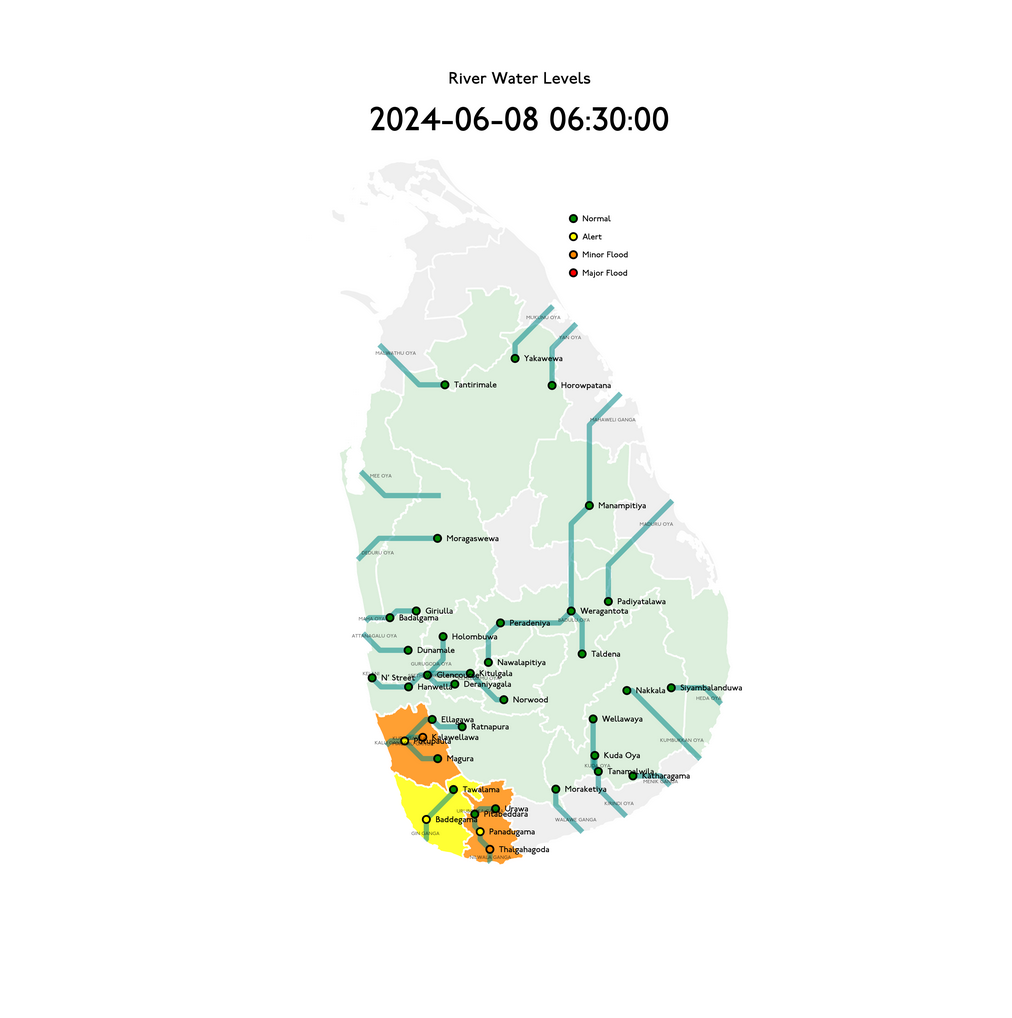 River Water Levels
2024-06-08 06:30:00
Normal
Alert
Minor Flood
Major Flood
MUKUNU OYA
YAN OYA
MALWATHU OYA
Yakawewa
Tantirimale
Horowpatana
MAHAWELI GANGA
MEE OYA
Manampitiya
MADURU OYA
Moragaswewa
DEDURU OYA
Padiyatalawa
Giriulla
Weragantota
MAHA OYA
Badalgama
BADULU OYA
Peradeniya
ATTANAGALU OYA
Holombuwa
Dunamale
Taldena
GURUGODA OYA
Nawalapitiya
Kitulgala
Glencourse
N' Street
Deraniyagala
Hanwella
Siyambalanduwa
Nakkala
HEDA OYA
Norwood
Ellagawa
Wellawaya
Ratnapura
Kalawellawa
Putupaula
KUMBUKKAN OYA
Kuda Oya
Magura
KUDA OYA
Tanamalwila
Katharagama
MENIK GANGA
Tawalama
Moraketiya
KIRINDI OYA
Urawa
Pitabeddara
Baddegama
WALAWE GANGA
GIN GANGA
Panadugama
Thalgahagoda
NILWALA GANGA